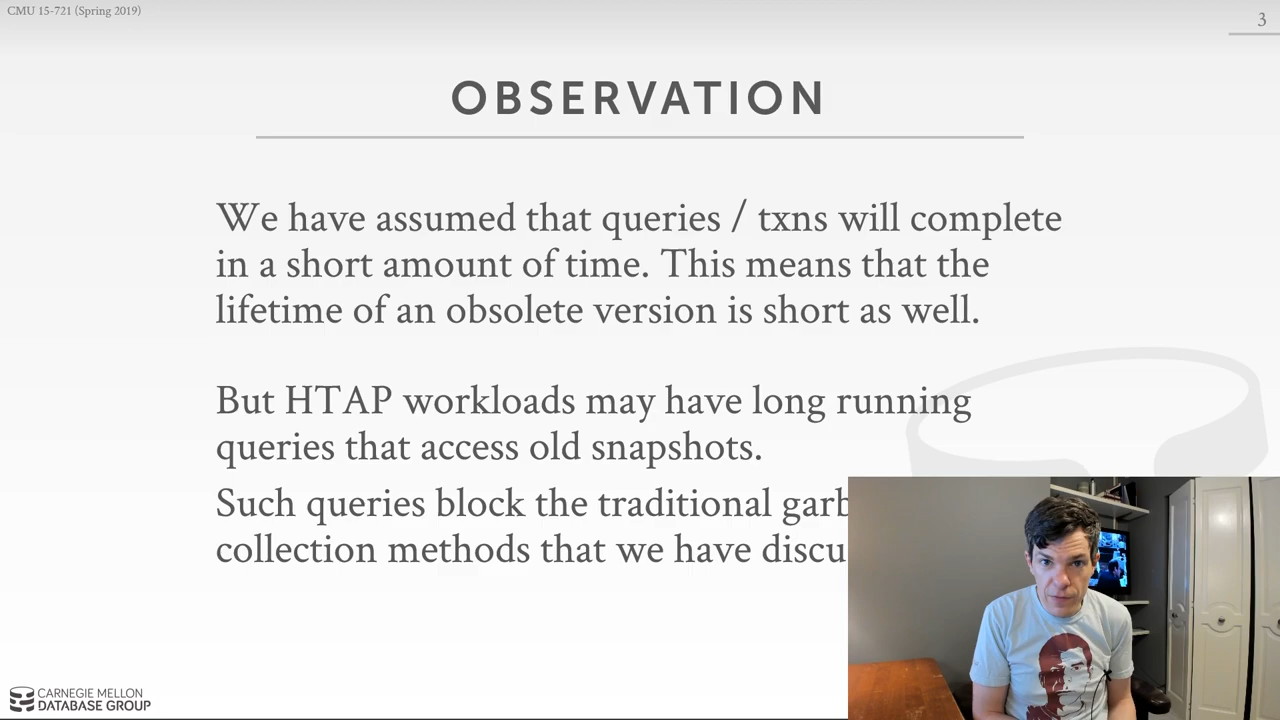 CMU 15-721 (Spring 2019)
3
OBSERVATION
We have assumed that queries / txns will complete
in a short amount of time. This means that the
lifetime of an obsolete version is short as well.
But HTAP workloads may have long running
queries that access old snapshots.
Such queries block the traditional
collection methods that we have
CARNEGIE MELLON
DATABASE GROUP